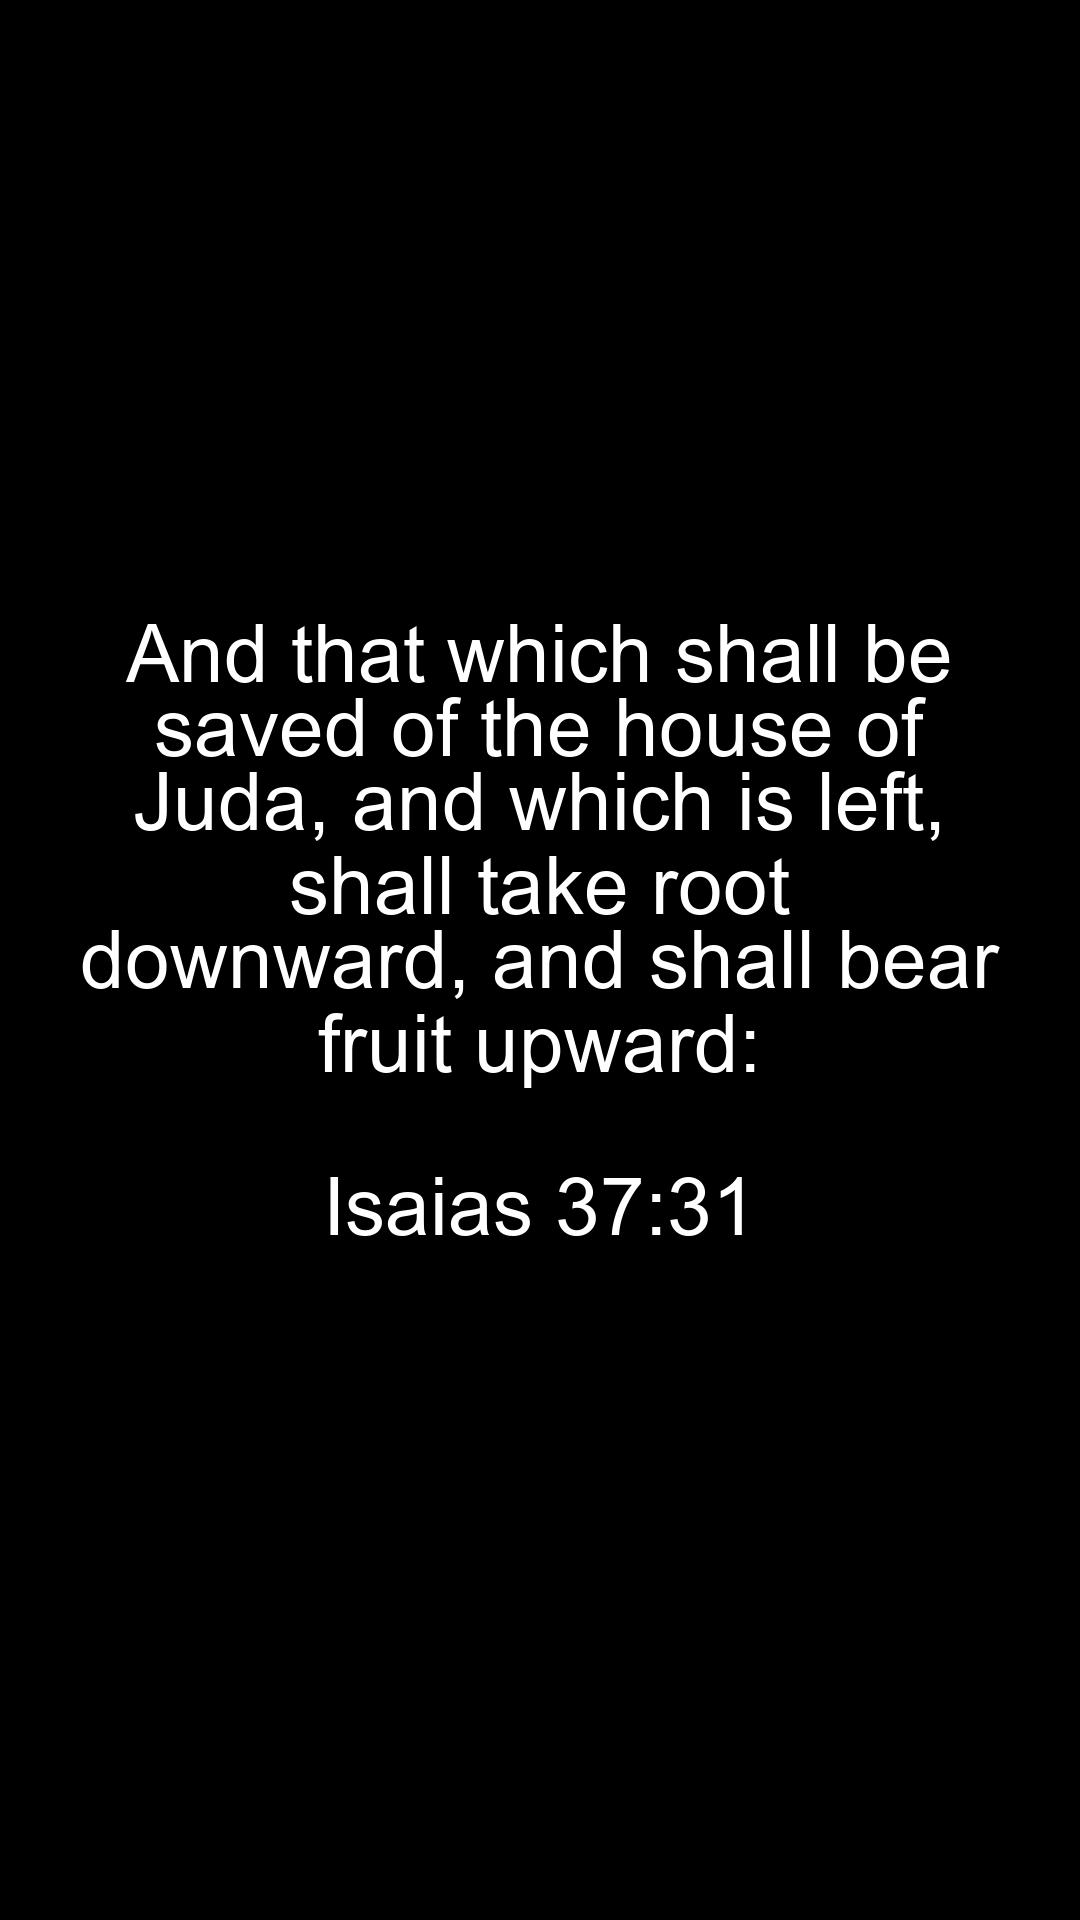 And that which shall be
saved of the house of
Juda, and which is left,
shall take root
downward, and shall bear
fruit upward:
Isaias 37:31